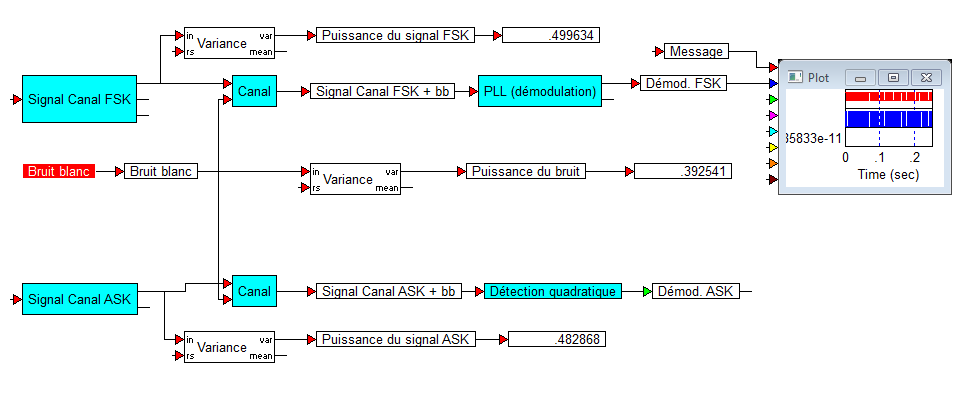 in
var
rs
mean
Variance
Puissance du signal FSK
.499634
Message
Plot
Signal Canal FSK
Canal
Signal Canal FSK + bb
PLL (démodulation)
Démod. FSK
35833e-11
0 .1 .2
Time (sec)
Bruit blanc
Bruit blanc
in
var
rs
mean
Variance
Puissance du bruit
.392541
Signal Canal ASK
Canal
Signal Canal ASK + bb
Détection quadratique
Démod. ASK
in
var
rs
mean
Variance
Puissance du signal ASK
.482868